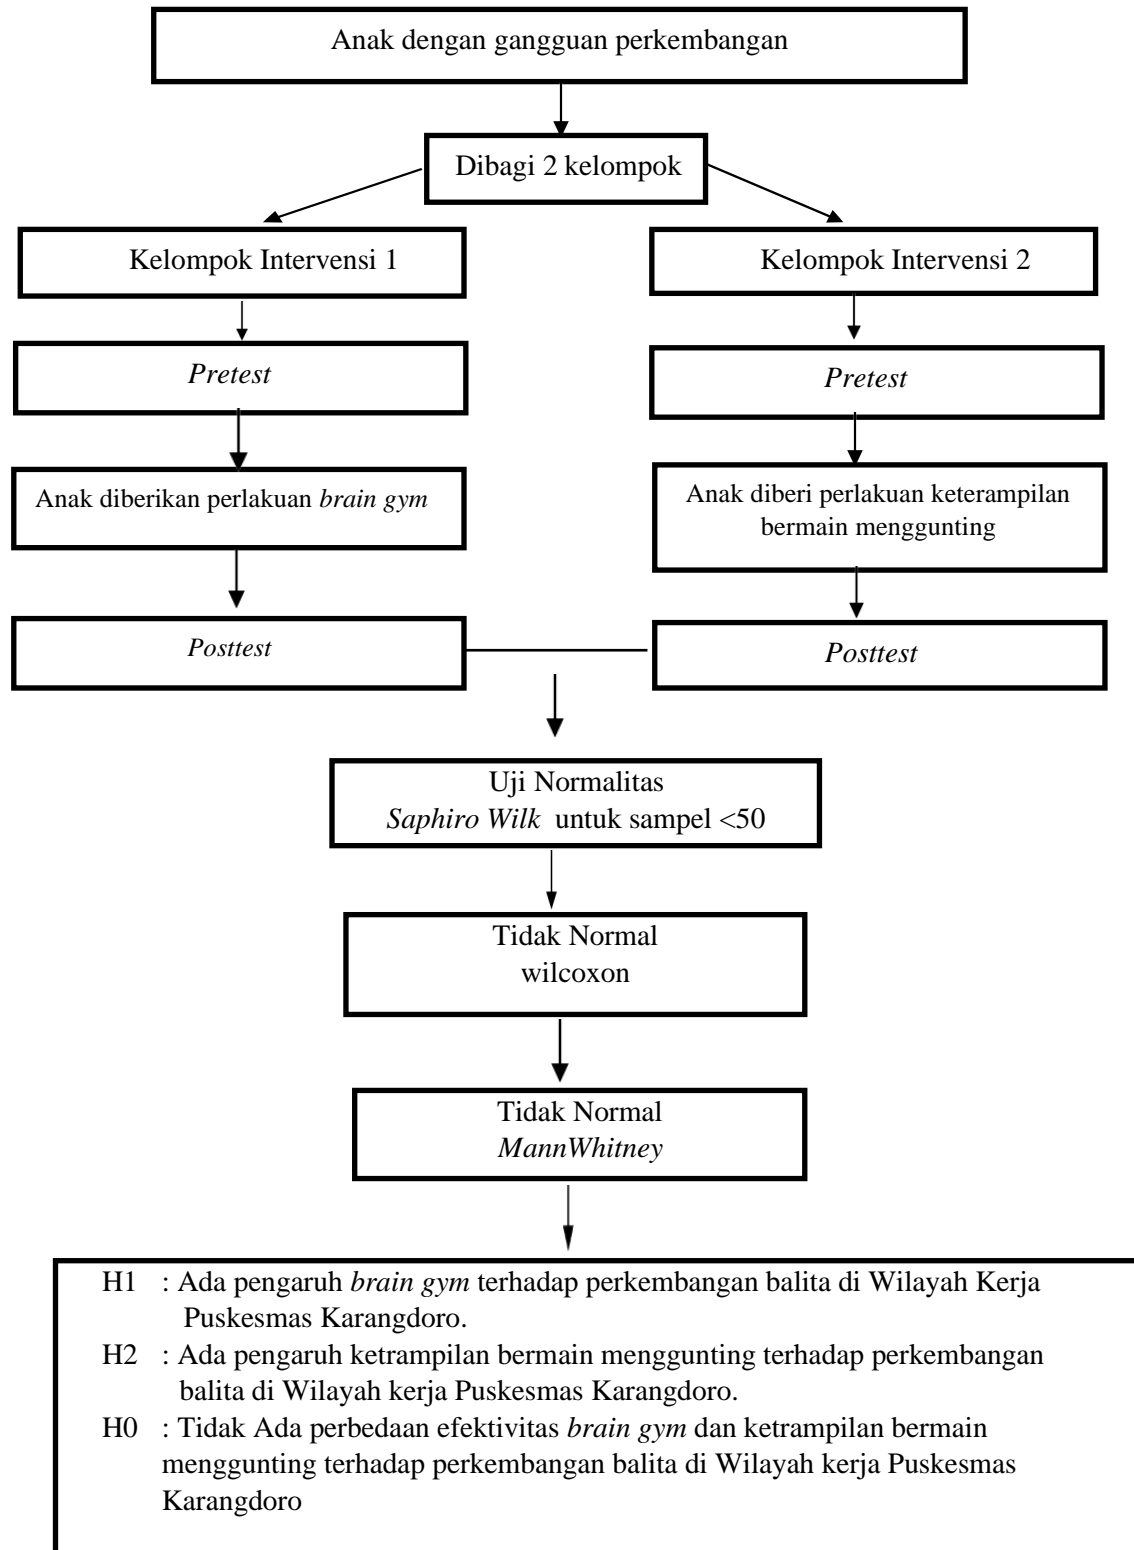 Anak dengan gangguan perkembangan
Dibagi 2 kelompok
Kelompok Intervensi 1
Kelompok Intervensi 2
Pretest
Pretest
Anak diberikan perlakuan brain gym
Anak diberi perlakuan keterampilan
bermain menggunting
Posttest
Posttest
Uji Normalitas
Saphiro Wilk untuk sampel <50
Tidak Normal
wilcoxon
Tidak Normal
MannWhitney
H1 : Ada pengaruh brain gym terhadap perkembangan balita di Wilayah Kerja
Puskesmas Karangdoro.
H2 : Ada pengaruh ketrampilan bermain menggunting terhadap perkembangan
balita di Wilayah kerja Puskesmas Karangdoro.
H0 : Tidak Ada perbedaan efektivitas brain gym dan ketrampilan bermain
menggunting terhadap perkembangan balita di Wilayah kerja Puskesmas
Karangdoro